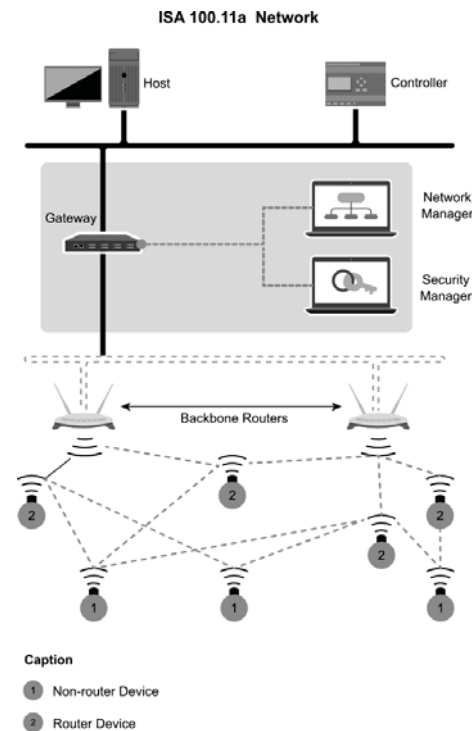 ISA 100.11a Network
Host
Controller
Gateway
Network
Manager
Security
Manager
Backbone Routers
2
2
2
2
1
1
1
Caption
1 Non-router Device
2 Router Device